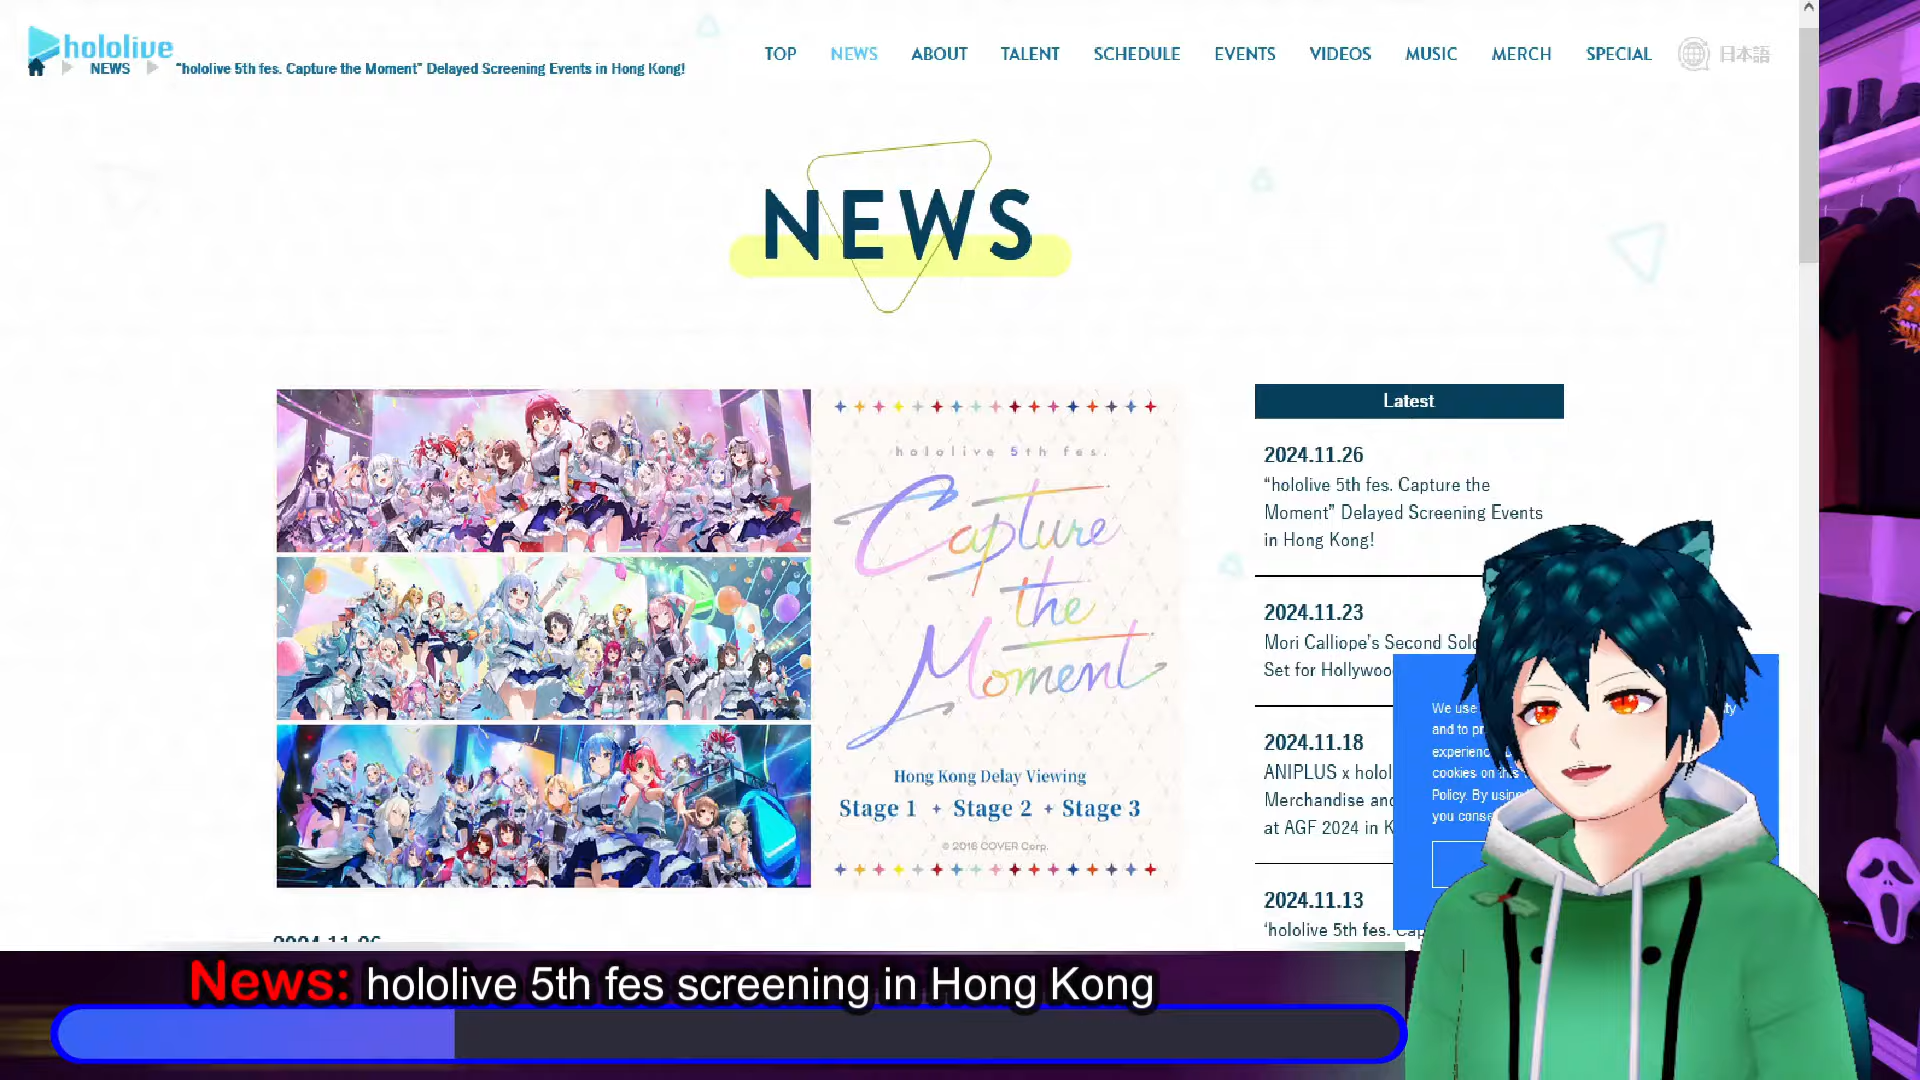 hololive
TOP NEWS ABOUT TALENT SCHEDULE EVENTS VIDEOS MUSIC MERCH SPECIAL 日本語
NEWS “hololive 5th fes. Capture the Moment” Delayed Screening Events in Hong Kong!
NEWS
hololive 5th fes.
Capture
the
Moment
Hong Kong Delay Viewing
Stage 1 + Stage 2 + Stage 3
© 2016 COVER Corp.
Latest
2024.11.26
“hololive 5th fes. Capture the
Moment” Delayed Screening Events
in Hong Kong!
2024.11.23
Mori Calliope's Second Solo
Set for Hollywoo
2024.11.18
ANIPLUS x holol
Merchandise and
at AGF 2024 in K
2024.11.13
“hololive 5th fes. Cap
We use
and to pr
experienc
cookies on this
Policy. By using
you conse
2024.11.26
News: hololive 5th fes screening in Hong Kong